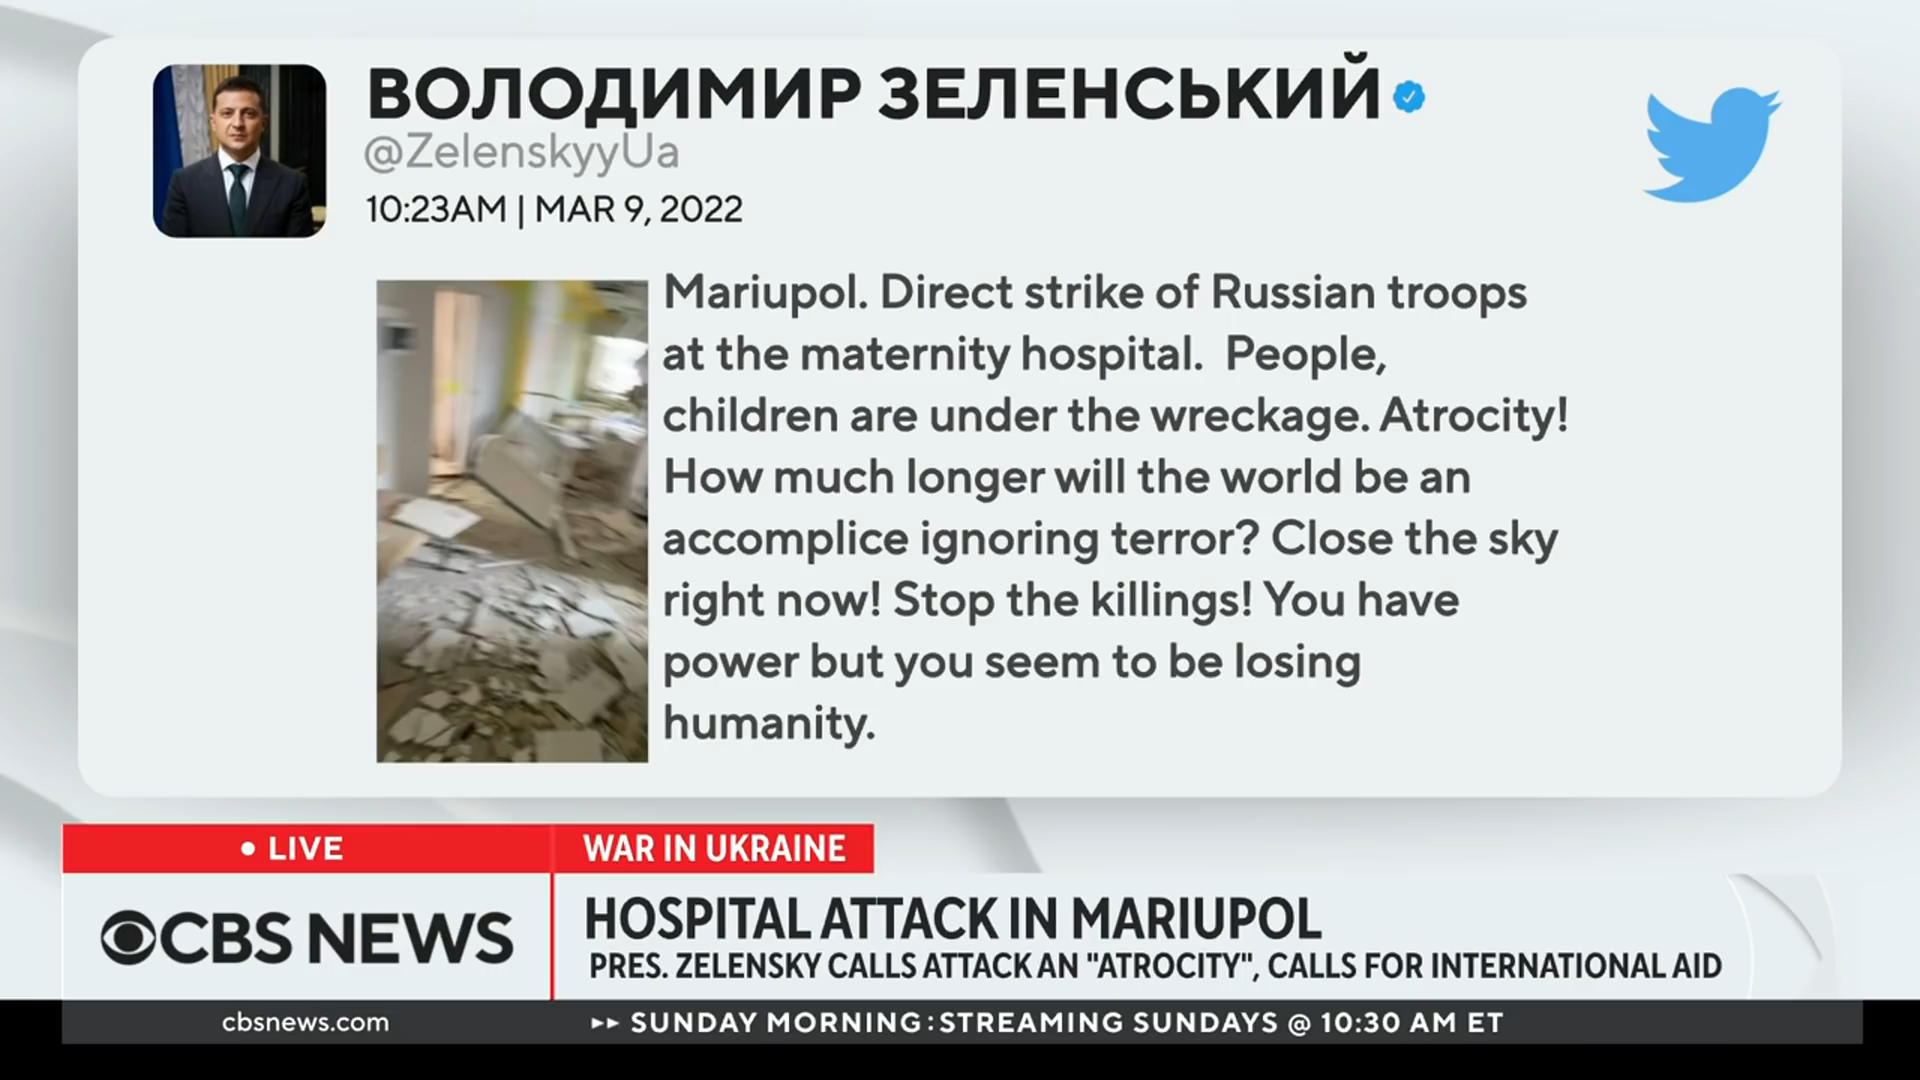 ВОЛОДИМИР ЗЕЛЕНСЬКИЙ
@ZelenskyyUa
10:23AM | MAR 9, 2022
Mariupol. Direct strike of Russian troops
at the maternity hospital. People,
children are under the wreckage. Atrocity!
How much longer will the world be an
accomplice ignoring terror? Close the sky
right now! Stop the killings! You have
power but you seem to be losing
humanity.
• LIVE
WAR IN UKRAINE
CBS NEWS
HOSPITAL ATTACK IN MARIUPOL
PRES. ZELENSKY CALLS ATTACK AN "ATROCITY", CALLS FOR INTERNATIONAL AID
cbsnews.com
▸▸ SUNDAY MORNING : STREAMING SUNDAYS @ 10:30 AM ET